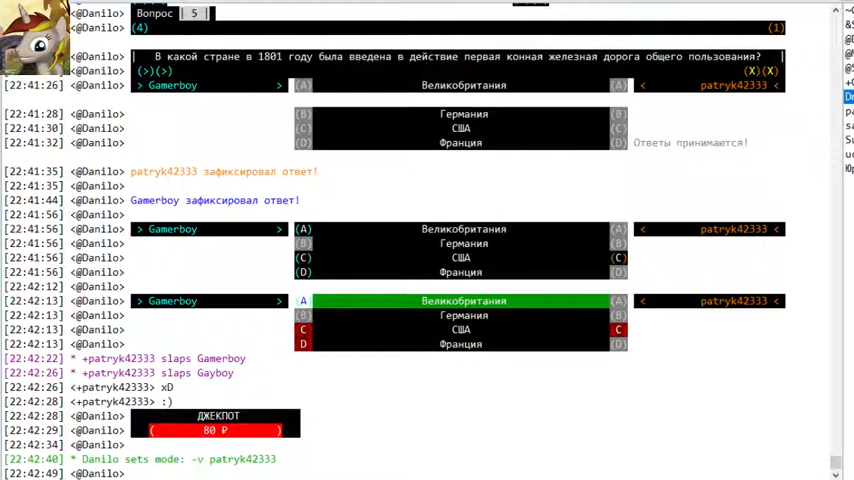 [22:41:13] <@Danilo> Вопрос | 5 |
<@Danilo> (4) (1)
<@Danilo>
<@Danilo> | В какой стране в 1801 году была введена в действие первая конная железная дорога общего пользования? |
<@Danilo> (>)(>) (X)(X)
[22:41:26] <@Danilo> > Gamerboy > (A) Великобритания (A) < patryk42333 <
[22:41:28] <@Danilo> (B) Германия (B)
[22:41:30] <@Danilo> (C) США (C)
[22:41:32] <@Danilo> (D) Франция (D) Ответы принимаются!
<@Danilo>
[22:41:35] <@Danilo> patryk42333 зафиксировал ответ!
[22:41:35] <@Danilo>
[22:41:44] <@Danilo> Gamerboy зафиксировал ответ!
[22:41:56] <@Danilo>
[22:41:56] <@Danilo> > Gamerboy > (A) Великобритания (A) < patryk42333 <
[22:41:56] <@Danilo> (B) Германия (B)
[22:41:56] <@Danilo> (C) США (C)
[22:41:56] <@Danilo> (D) Франция (D)
[22:42:12] <@Danilo>
[22:42:13] <@Danilo> > Gamerboy > (A) Великобритания (A) < patryk42333 <
[22:42:13] <@Danilo> (B) Германия (B)
[22:42:13] <@Danilo> C США C
[22:42:13] <@Danilo> D Франция (D)
[22:42:22] * +patryk42333 slaps Gamerboy
[22:42:26] * +patryk42333 slaps Gayboy
[22:42:26] <+patryk42333> xD
[22:42:28] <+patryk42333> :)
[22:42:28] <@Danilo> ДЖЕКПОТ
[22:42:29] <@Danilo> ( 80 ₽ )
[22:42:34] <@Danilo>
[22:42:40] * Danilo sets mode: -v patryk42333
[22:42:49] <@Danilo>